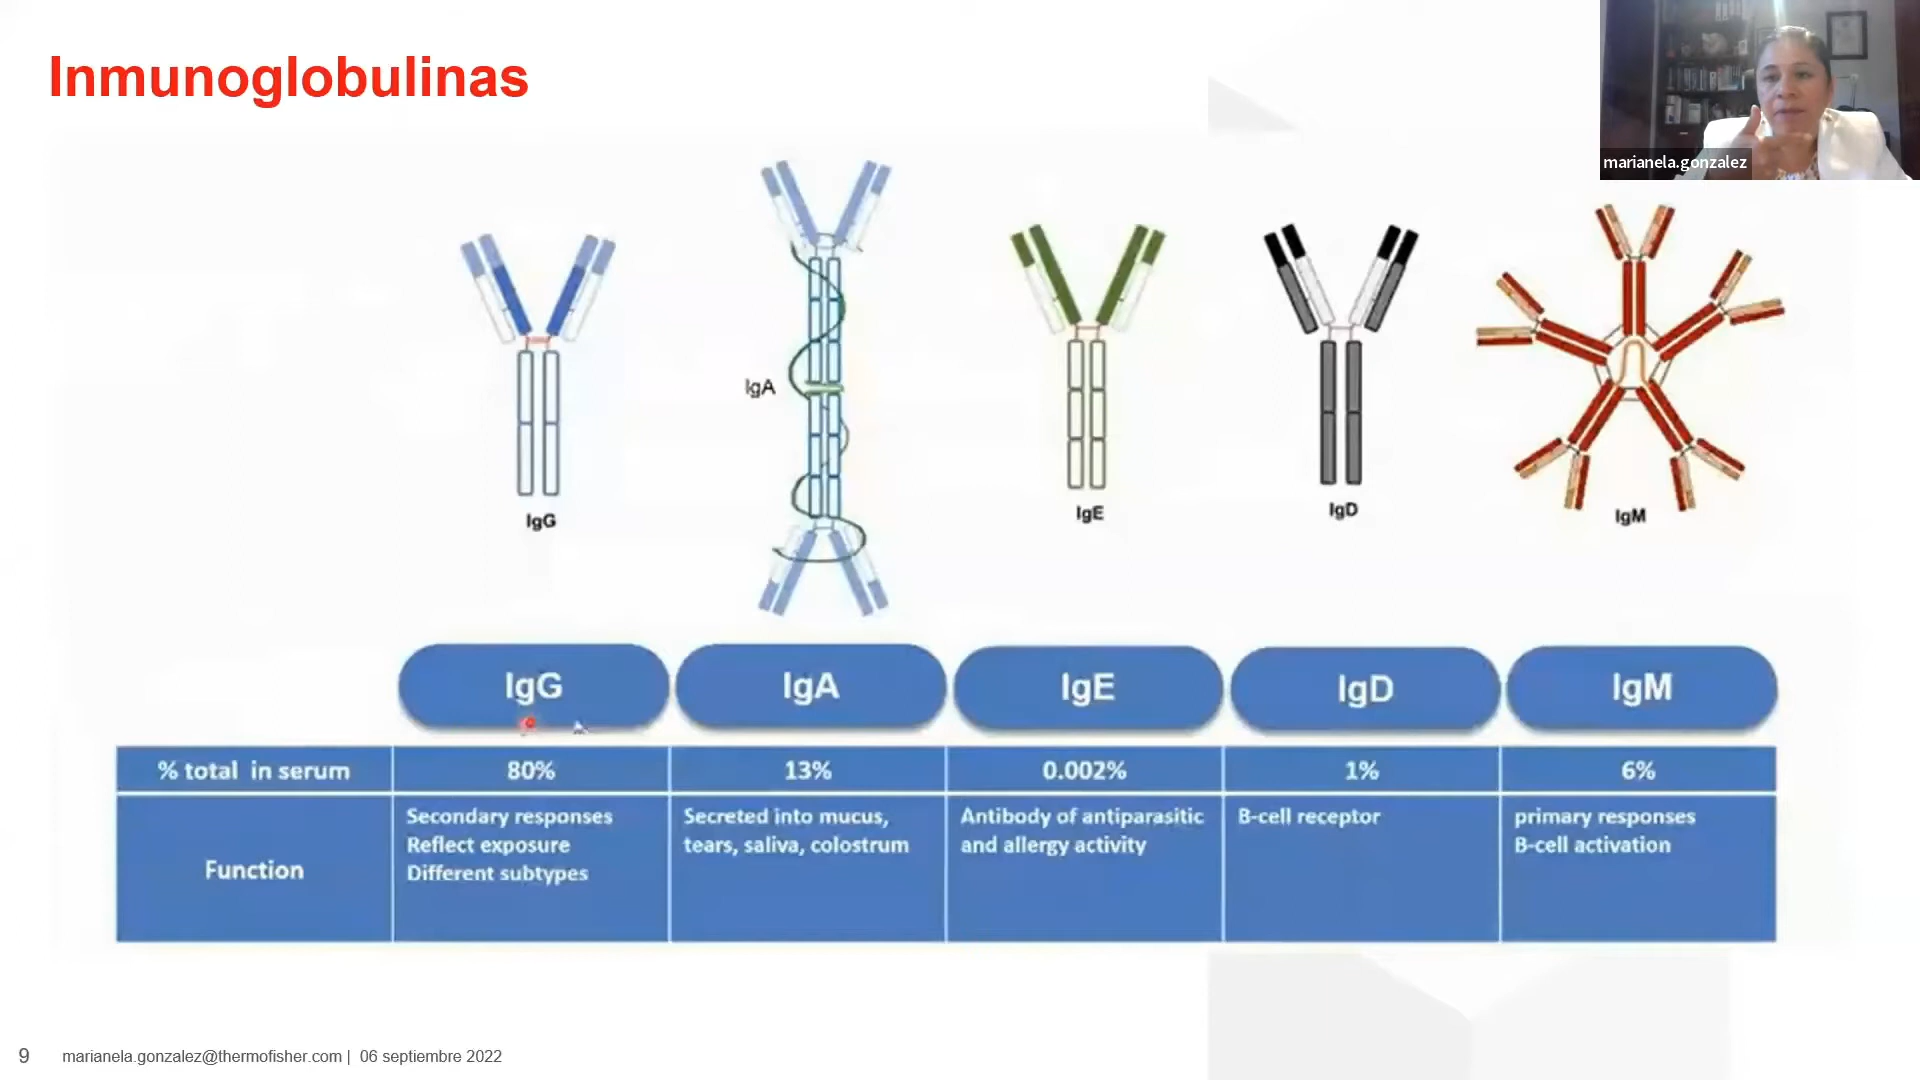 Inmunoglobulinas
marianela.gonzalez
IgA
IgG
IgE
IgD
IgM
IgG
IgA
IgE
IgD
IgM
% total in serum
80%
13%
0.002%
1%
6%
Function
Secondary responses
Reflect exposure
Different subtypes
Secreted into mucus,
tears, saliva, colostrum
Antibody of antiparasitic
and allergy activity
B-cell receptor
primary responses
B-cell activation
9
marianela.gonzalez@thermofisher.com | 06 septiembre 2022